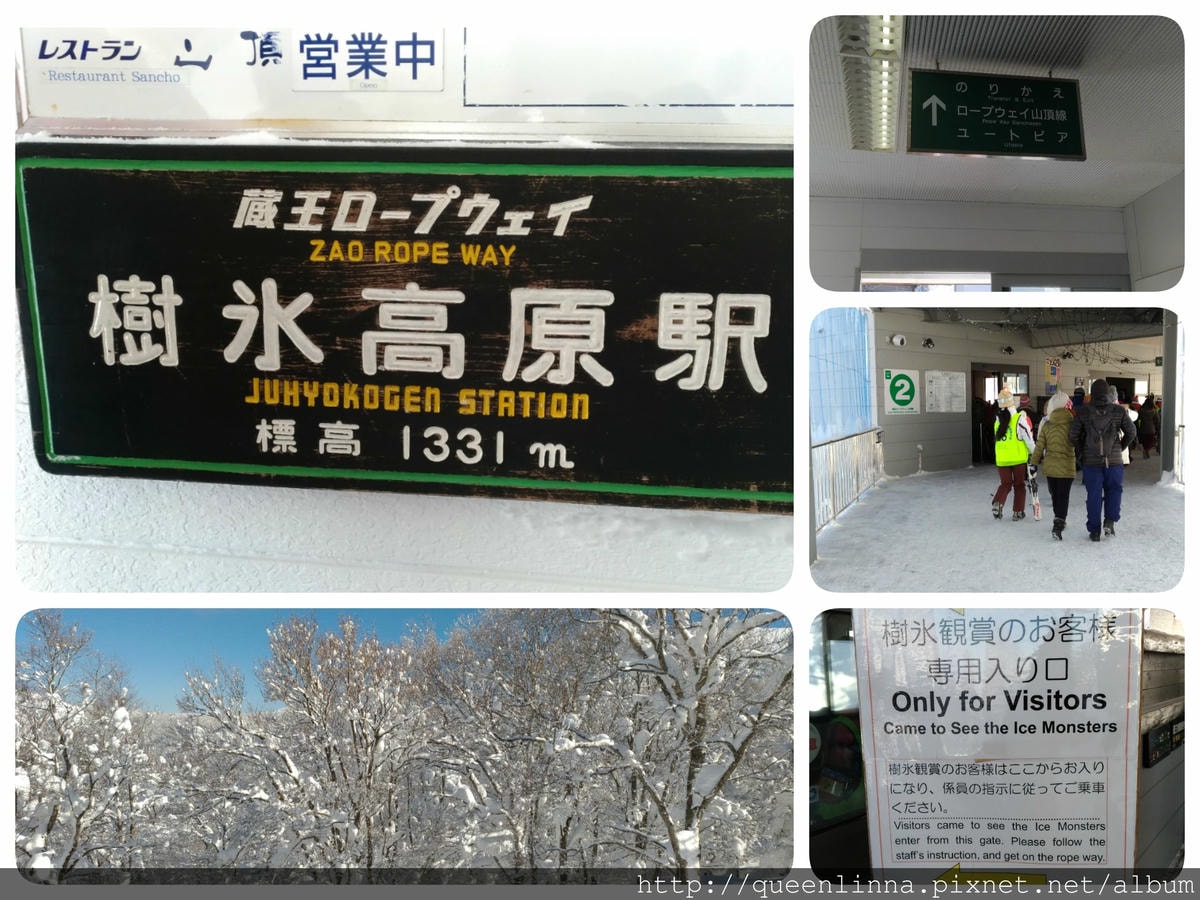 レストラン 山頂 営業中
Restaurant Sancho
Open
蔵王ロープウェイ
ZAO ROPE WAY
樹氷高原駅
JUHYOKOGEN STATION
標高 1331m
のりかえ
Transfer & Exit
ロープウェイ山頂線
ユートピア
Utopia
2
樹氷観賞のお客様
専用入り口
Only for Visitors
Came to See the Ice Monsters
樹氷観賞のお客様はここからお入り
になり、係員の指示に従ってご乗車
ください。
Visitors came to see the Ice Monsters
enter from this gate. Please follow the
staff's instruction, and get on the rope way.
http://queenlinna.pixnet.net/album